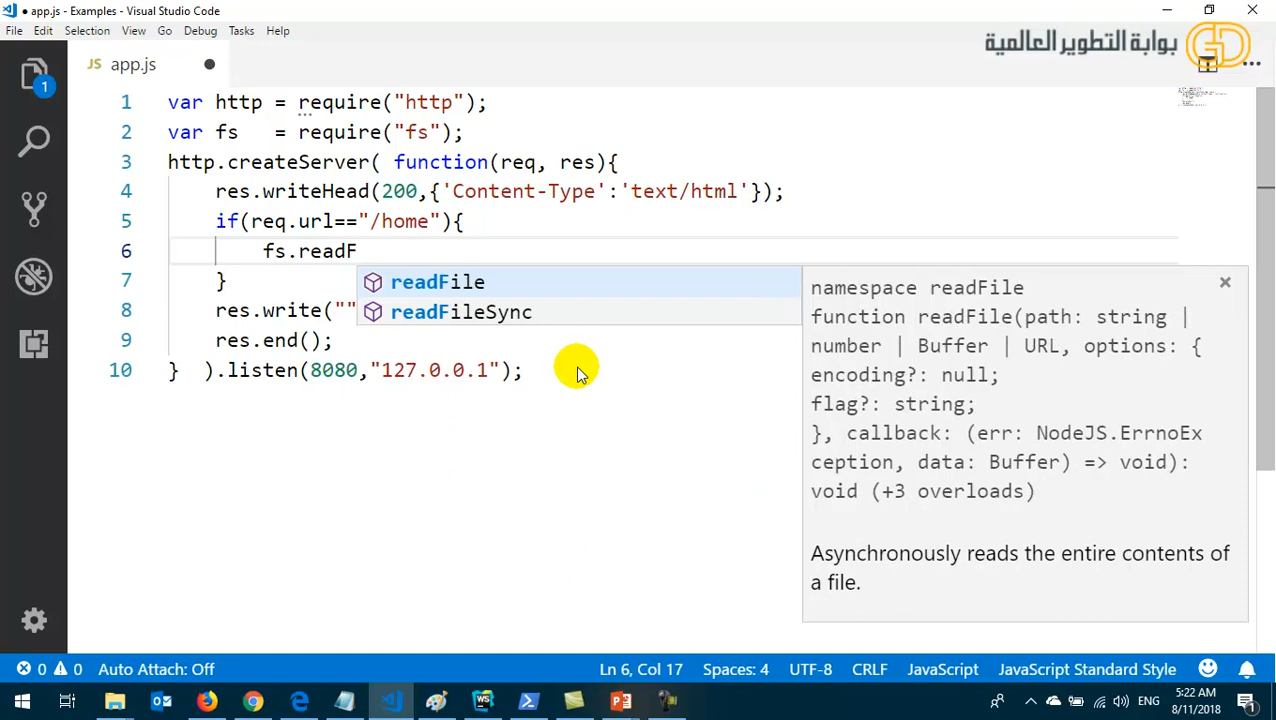 ● app.js - Examples - Visual Studio Code
File Edit Selection View Go Debug Tasks Help
بوابة التطوير العالمية
GD
JS app.js ●
1
1 var http = require("http");
2 var fs   = require("fs");
3 http.createServer( function(req, res){
4     res.writeHead(200,{'Content-Type':'text/html'});
5     if(req.url=="/home"){
6         fs.readF
7     }
8     res.write(""
9     res.end();
10 }  ).listen(8080,"127.0.0.1");
readFile
readFileSync
namespace readFile
function readFile(path: string |
number | Buffer | URL, options: {
encoding?: null;
flag?: string;
}, callback: (err: NodeJS.ErrnoEx
ception, data: Buffer) => void):
void (+3 overloads)
Asynchronously reads the entire contents of
a file.
0 0 Auto Attach: Off Ln 6, Col 17 Spaces: 4 UTF-8 CRLF JavaScript JavaScript Standard Style
ENG
5:22 AM
8/11/2018
1